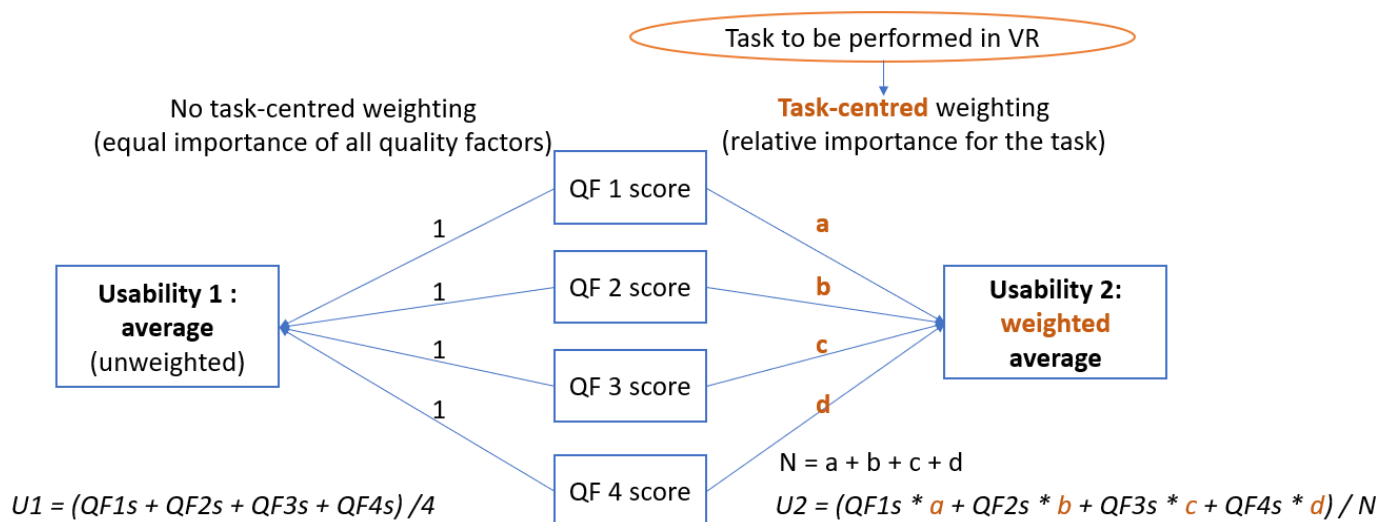 Task to be performed in VR
No task-centred weighting
(equal importance of all quality factors)
Task-centred weighting
(relative importance for the task)
QF 1 score
QF 2 score
QF 3 score
QF 4 score
1
1
1
1
a
b
c
d
Usability 1 :
average
(unweighted)
Usability 2:
weighted
average
N = a + b + c + d
U1 = (QF1s + QF2s + QF3s + QF4s) /4
U2 = (QF1s * a + QF2s * b + QF3s * c + QF4s * d) / N